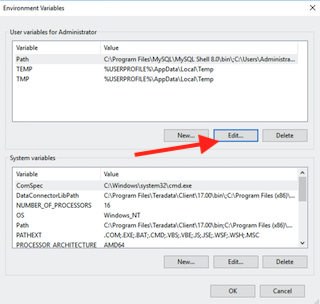 Environment Variables
User variables for Administrator
Variable Value
Path C:\Program Files\MySQL\MySQL Shell 8.0\bin\;C:\Users\Administra...
TEMP %USERPROFILE%\AppData\Local\Temp
TMP %USERPROFILE%\AppData\Local\Temp
New... Edit... Delete
System variables
Variable Value
ComSpec C:\Windows\system32\cmd.exe
DataConnectorLibPath C:\Program Files\Teradata\Client\17.00\bin\;C:\Program Files (x86)\...
NUMBER_OF_PROCESSORS 16
OS Windows_NT
Path C:\Program Files\Teradata\Client\17.00\bin\;C:\Program Files (x86)\...
PATHEXT .COM;.EXE;.BAT;.CMD;.VBS;.VBE;.JS;.JSE;.WSF;.WSH;.MSC
PROCESSOR_ARCHITECTURE AMD64
New... Edit... Delete
OK Cancel